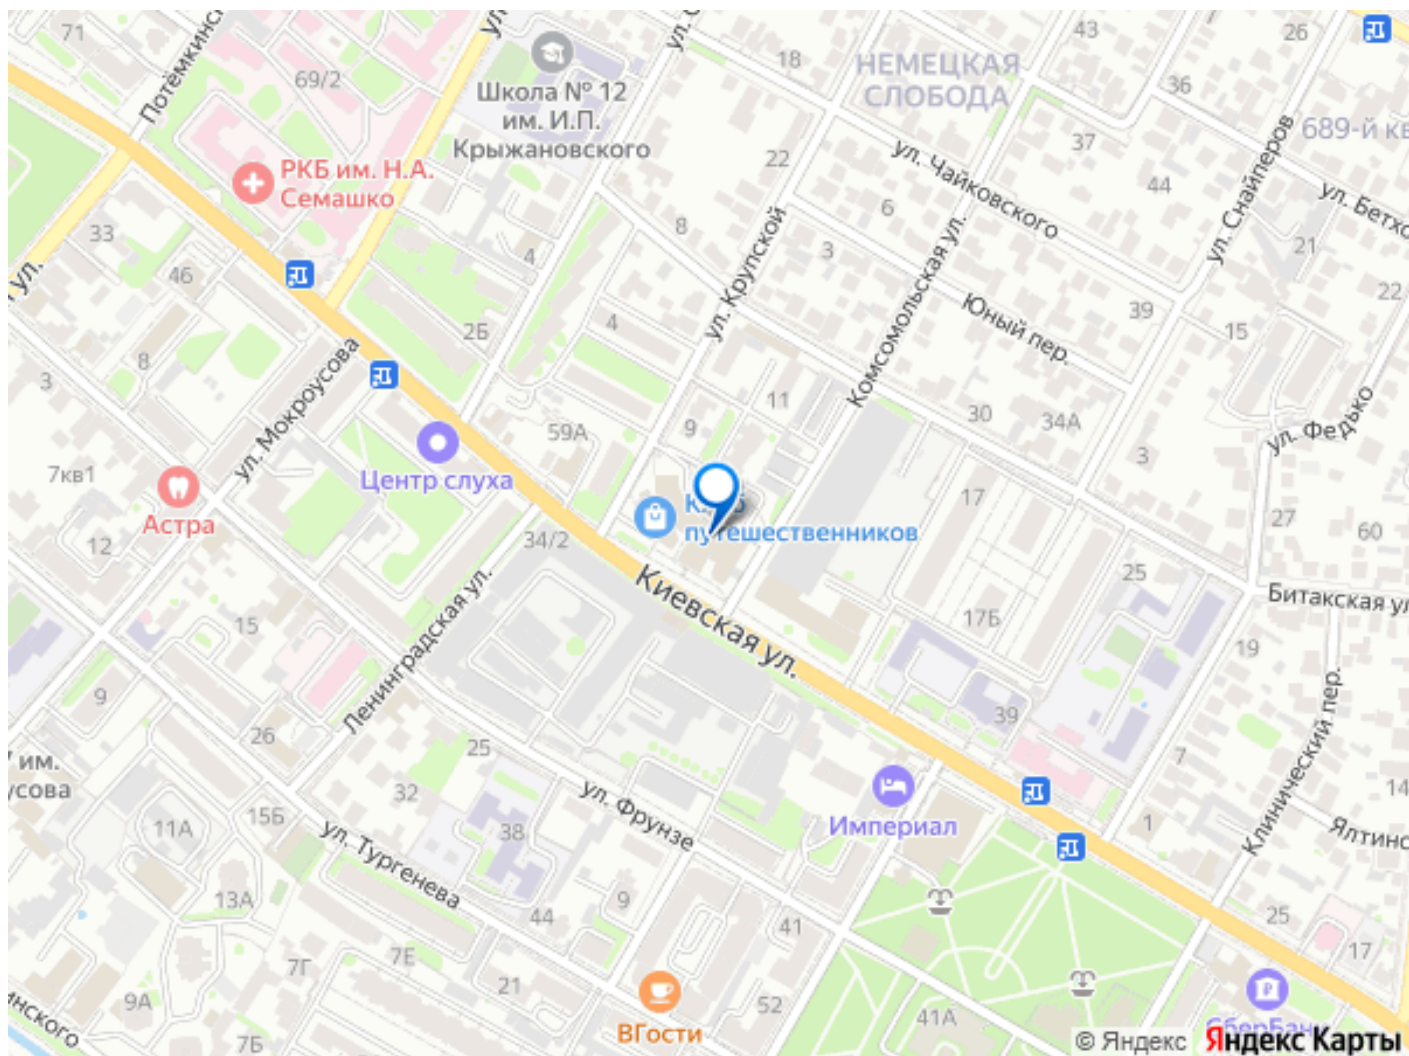 71
Потёмкинс
69/2
Школа № 12
им. И.П.
Крыжановского
18
НЕМЕЦКАЯ
СЛОБОДА
43
26
36
689-й кв
37
ул. Чайковского
44
ул. Снайперов
ул. Бетхо
РКБ им. Н.А.
Семашко
22
8
6
3
ул. Крупской
Комсомольская ул.
21
22
33
46
4
ул.
Юный пер.
39
15
2Б
4
8
3
ул. Мокроусова
11
30
34А
ул. Федько
59А
9
3
7кв1
Центр слуха
Астра
12
17
27
60
путешественников
34/2
Киевская ул.
25
Битакская ул
17Б
19
15
Ленинградская ул.
9
26
39
7
Клинический пер.
им.
усова
25
32
ул. Фрунзе
Империал
14
15Б
11А
38
1
Ялтинс
ул. Тургенева
13А
44
9
41
25
17
7Е
7Г
21
9А
52
41А
инского
7Б
ВГости
СберБан
© Яндекс
Яндекс Карты